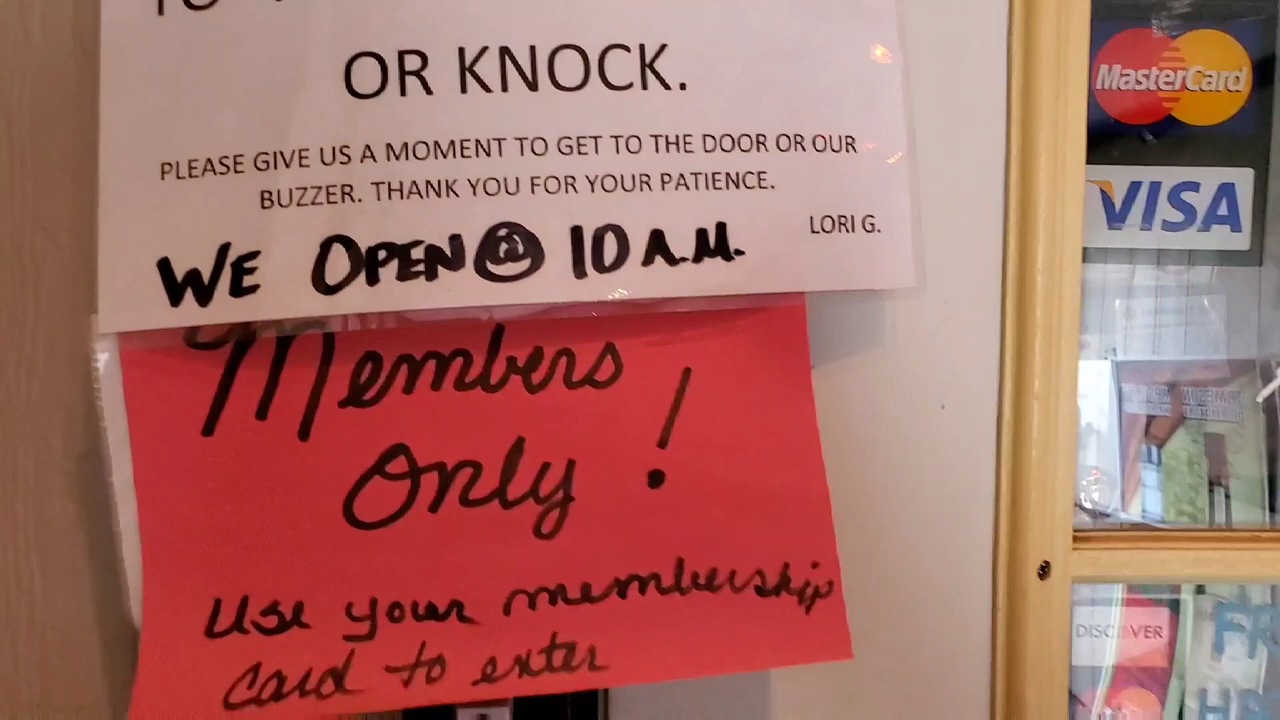 TO
OR KNOCK.
PLEASE GIVE US A MOMENT TO GET TO THE DOOR OR OUR
BUZZER. THANK YOU FOR YOUR PATIENCE.
LORI G.
WE OPEN @ 10 A.M.
Members
Only!
Use your membership
card to enter
MasterCard
VISA
DISCOVER